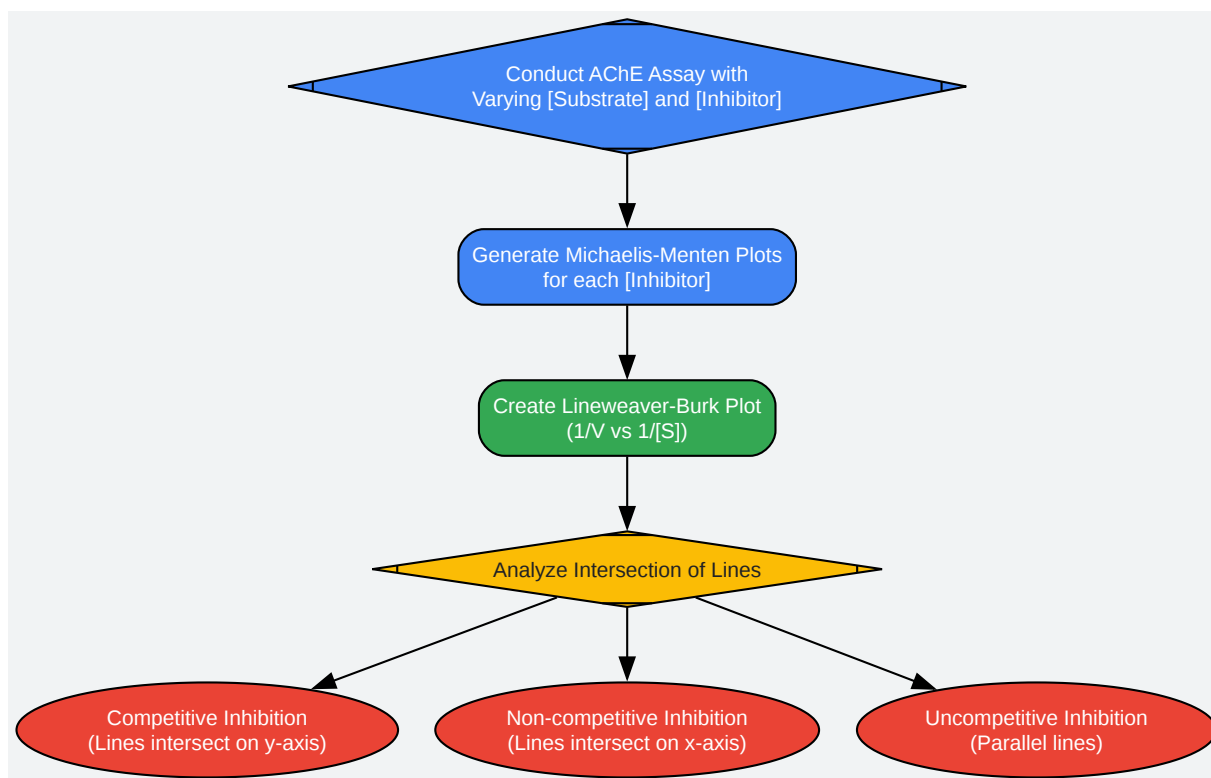 Conduct AChE Assay with
Varying [Substrate] and [Inhibitor]
Generate Michaelis-Menten Plots
for each [Inhibitor]
Create Lineweaver-Burk Plot
(1/V vs 1/[S])
Analyze Intersection of Lines
Competitive Inhibition
(Lines intersect on y-axis)
Non-competitive Inhibition
(Lines intersect on x-axis)
Uncompetitive Inhibition
(Parallel lines)